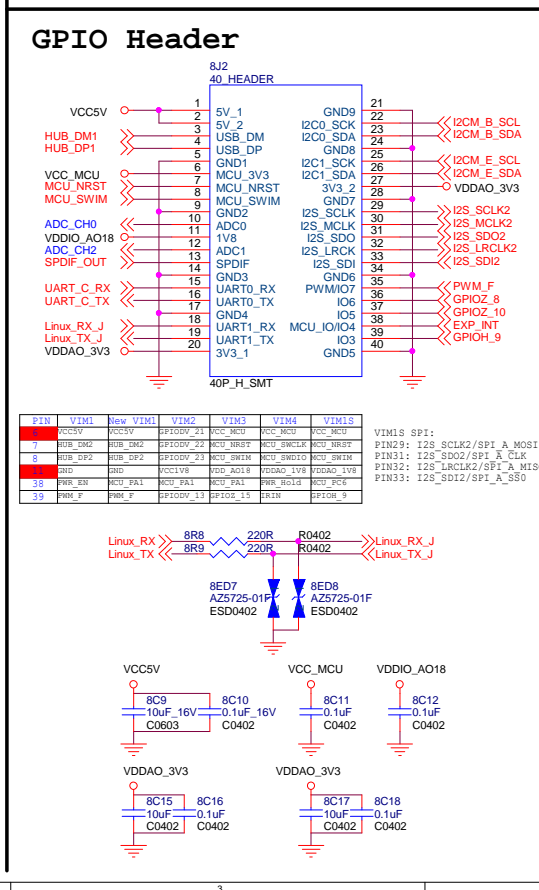 GPIO Header
8J2
40_HEADER
VCC5V 1 5V_1 GND9 21
2 5V_2 I2C0_SCK 22 I2CM_B_SCL
HUB_DM1 3 USB_DM I2C0_SDA 23 I2CM_B_SDA
HUB_DP1 4 USB_DP GND8 24
5 GND1 I2C1_SCK 25 I2CM_E_SCL
VCC_MCU 6 MCU_3V3 I2C1_SDA 26 I2CM_E_SDA
MCU_NRST 7 MCU_NRST 3V3_2 27 VDDAO_3V3
MCU_SWIM 8 MCU_SWIM GND7 28
9 GND2 I2S_SCLK 29 I2S_SCLK2
ADC_CH0 10 ADC0 I2S_MCLK 30 I2S_MCLK2
VDDIO_AO18 11 1V8 I2S_SDO 31 I2S_SDO2
ADC_CH2 12 ADC1 I2S_LRCK 32 I2S_LRCLK2
SPDIF_OUT 13 SPDIF I2S_SDI 33 I2S_SDI2
14 GND3 GND6 34
UART_C_RX 15 UART0_RX PWM/IO7 35 PWM_F
UART_C_TX 16 UART0_TX IO6 36 GPIOZ_8
17 GND4 IO5 37 GPIOZ_10
Linux_RX_J 18 UART1_RX MCU_IO/IO4 38 EXP_INT
Linux_TX_J 19 UART1_TX IO3 39 GPIOH_9
VDDAO_3V3 20 3V3_1 GND5 40
40P_H_SMT
PIN VIM1 New VIM1 VIM2 VIM3 VIM4 VIM1S
6 VCC5V VCC5V GPIODV_21 VCC_MCU VCC_MCU VCC_MCU
7 HUB_DM2 HUB_DM2 GPIODV_22 MCU_NRST MCU_SWCLK MCU_NRST
8 HUB_DP2 HUB_DP2 GPIODV_23 MCU_SWIM MCU_SWDIO MCU_SWIM
11 GND GND VCC1V8 VDD_AO18 VDDAO_1V8 VDDAO_1V8
38 PWR_EN MCU_PA1 MCU_PA1 MCU_PA1 PWR_Hold MCU_PC6
39 PWM_F PWM_F GPIODV_13 GPIOZ_15 IRIN GPIOH_9
VIM1S SPI:
PIN29: I2S_SCLK2/SPI_A_MOSI
PIN31: I2S_SDO2/SPI_A_CLK
PIN32: I2S_LRCLK2/SPI_A_MIS
PIN33: I2S_SDI2/SPI_A_SS0
Linux_RX 8R8 220R R0402 Linux_RX_J
Linux_TX 8R9 220R R0402 Linux_TX_J
8ED7 8ED8
AZ5725-01F AZ5725-01F
ESD0402 ESD0402
VCC5V VCC_MCU VDDIO_AO18
8C9 8C10 8C11 8C12
10uF_16V 0.1uF_16V 0.1uF 0.1uF
C0603 C0402 C0402 C0402
VDDAO_3V3 VDDAO_3V3
8C15 8C16 8C17 8C18
10uF 0.1uF 10uF 0.1uF
C0402 C0402 C0402 C0402
3